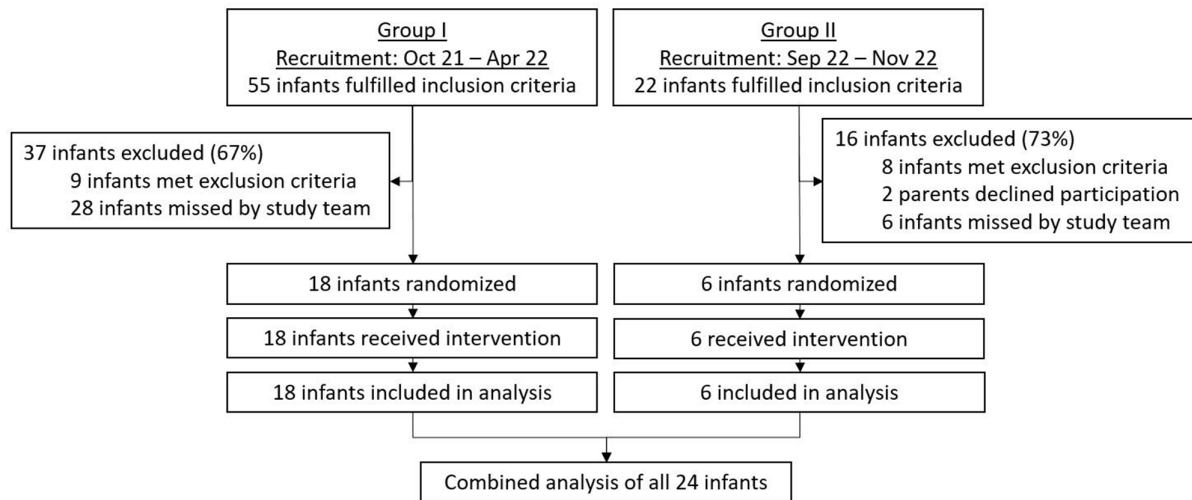 Group I
Recruitment: Oct 21 – Apr 22
55 infants fulfilled inclusion criteria
Group II
Recruitment: Sep 22 – Nov 22
22 infants fulfilled inclusion criteria
37 infants excluded (67%)
9 infants met exclusion criteria
28 infants missed by study team
16 infants excluded (73%)
8 infants met exclusion criteria
2 parents declined participation
6 infants missed by study team
18 infants randomized
6 infants randomized
18 infants received intervention
6 received intervention
18 infants included in analysis
6 included in analysis
Combined analysis of all 24 infants